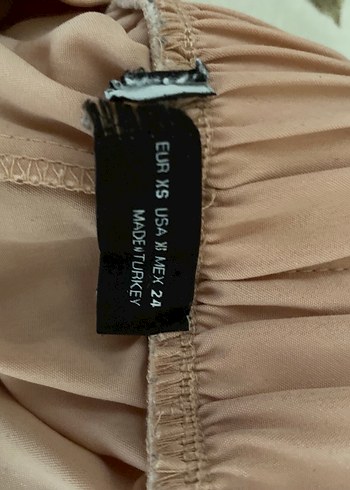 EUR XS USA XS MEX 24
MADE IN TURKEY